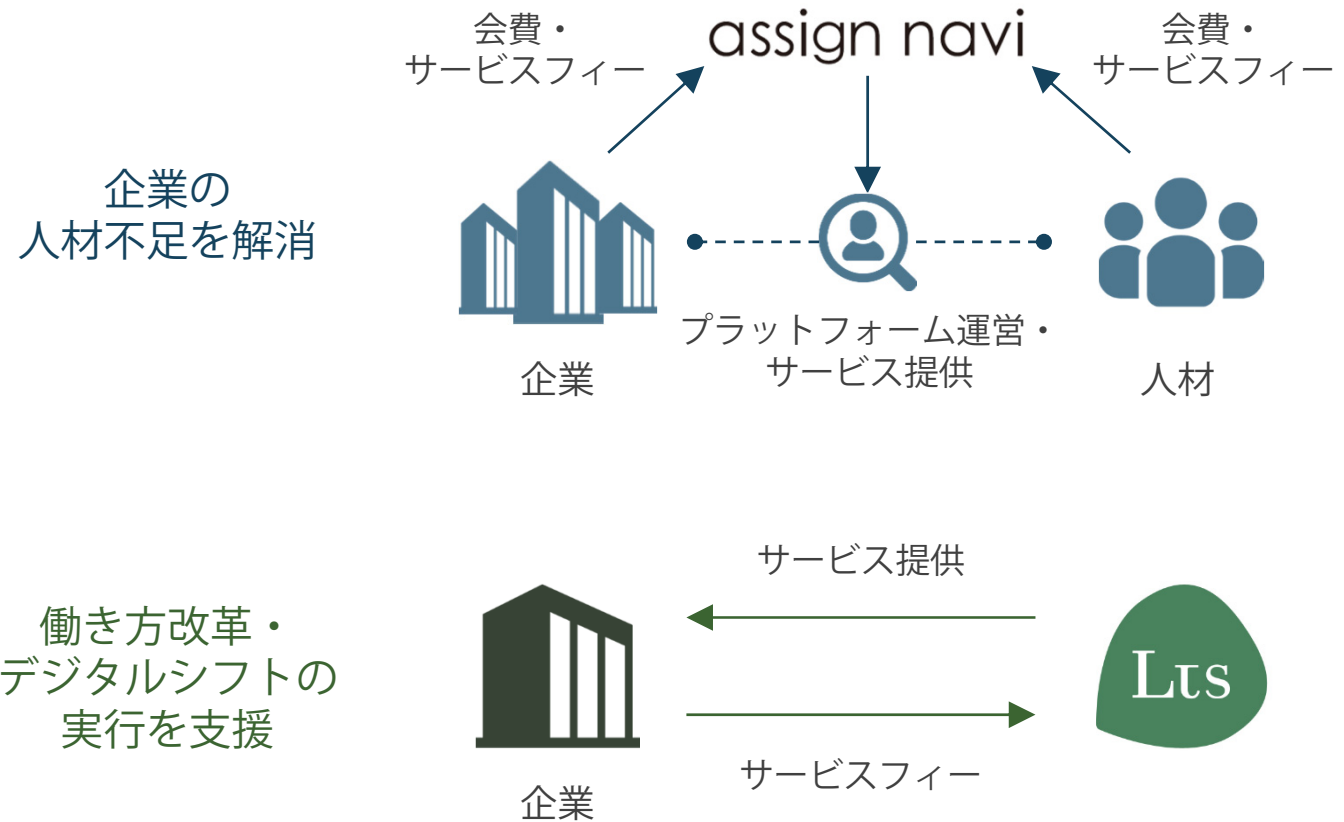 会費・
サービスフィー
assign navi
会費・
サービスフィー
企業の
人材不足を解消
企業
プラットフォーム運営・
サービス提供
人材
働き方改革・
デジタルシフトの
実行を支援
サービス提供
Lιs
サービスフィー
企業